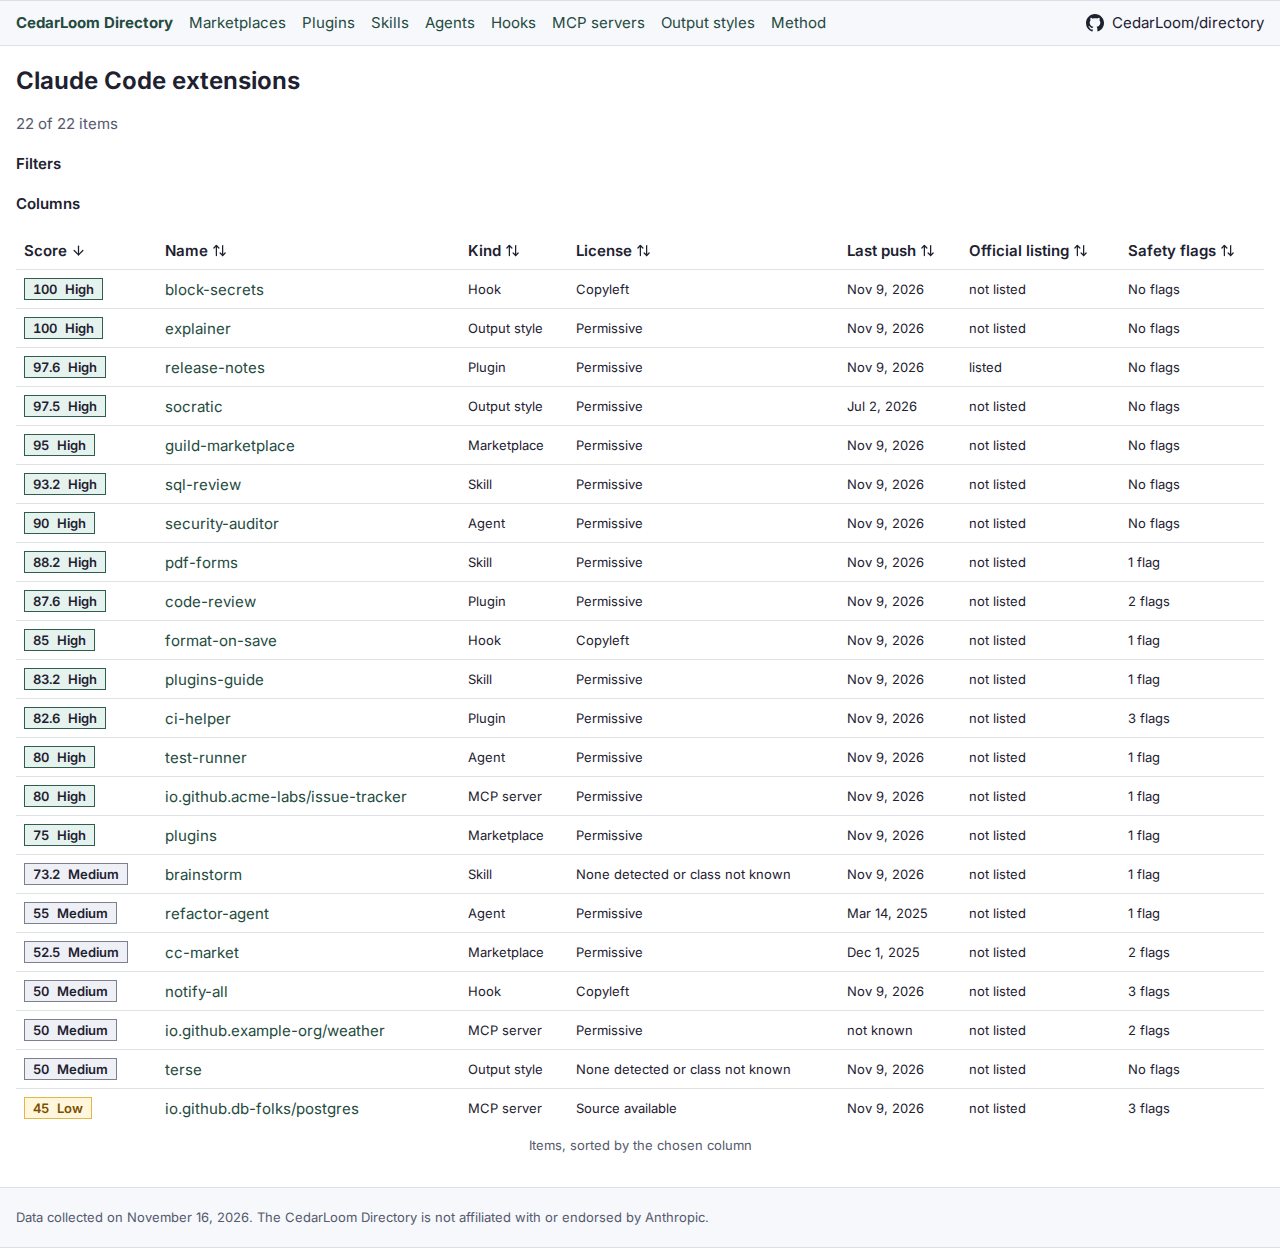 CedarLoom Directory Marketplaces Plugins Skills Agents Hooks MCP servers Output styles Method CedarLoom/directory
Claude Code extensions
22 of 22 items
Filters
Columns
Score Name Kind License Last push Official listing Safety flags
100 High block-secrets Hook Copyleft Nov 9, 2026 not listed No flags
100 High explainer Output style Permissive Nov 9, 2026 not listed No flags
97.6 High release-notes Plugin Permissive Nov 9, 2026 listed No flags
97.5 High socratic Output style Permissive Jul 2, 2026 not listed No flags
95 High guild-marketplace Marketplace Permissive Nov 9, 2026 not listed No flags
93.2 High sql-review Skill Permissive Nov 9, 2026 not listed No flags
90 High security-auditor Agent Permissive Nov 9, 2026 not listed No flags
88.2 High pdf-forms Skill Permissive Nov 9, 2026 not listed 1 flag
87.6 High code-review Plugin Permissive Nov 9, 2026 not listed 2 flags
85 High format-on-save Hook Copyleft Nov 9, 2026 not listed 1 flag
83.2 High plugins-guide Skill Permissive Nov 9, 2026 not listed 1 flag
82.6 High ci-helper Plugin Permissive Nov 9, 2026 not listed 3 flags
80 High test-runner Agent Permissive Nov 9, 2026 not listed 1 flag
80 High io.github.acme-labs/issue-tracker MCP server Permissive Nov 9, 2026 not listed 1 flag
75 High plugins Marketplace Permissive Nov 9, 2026 not listed 1 flag
73.2 Medium brainstorm Skill None detected or class not known Nov 9, 2026 not listed 1 flag
55 Medium refactor-agent Agent Permissive Mar 14, 2025 not listed 1 flag
52.5 Medium cc-market Marketplace Permissive Dec 1, 2025 not listed 2 flags
50 Medium notify-all Hook Copyleft Nov 9, 2026 not listed 3 flags
50 Medium io.github.example-org/weather MCP server Permissive not known not listed 2 flags
50 Medium terse Output style None detected or class not known Nov 9, 2026 not listed No flags
45 Low io.github.db-folks/postgres MCP server Source available Nov 9, 2026 not listed 3 flags
Items, sorted by the chosen column
Data collected on November 16, 2026. The CedarLoom Directory is not affiliated with or endorsed by Anthropic.